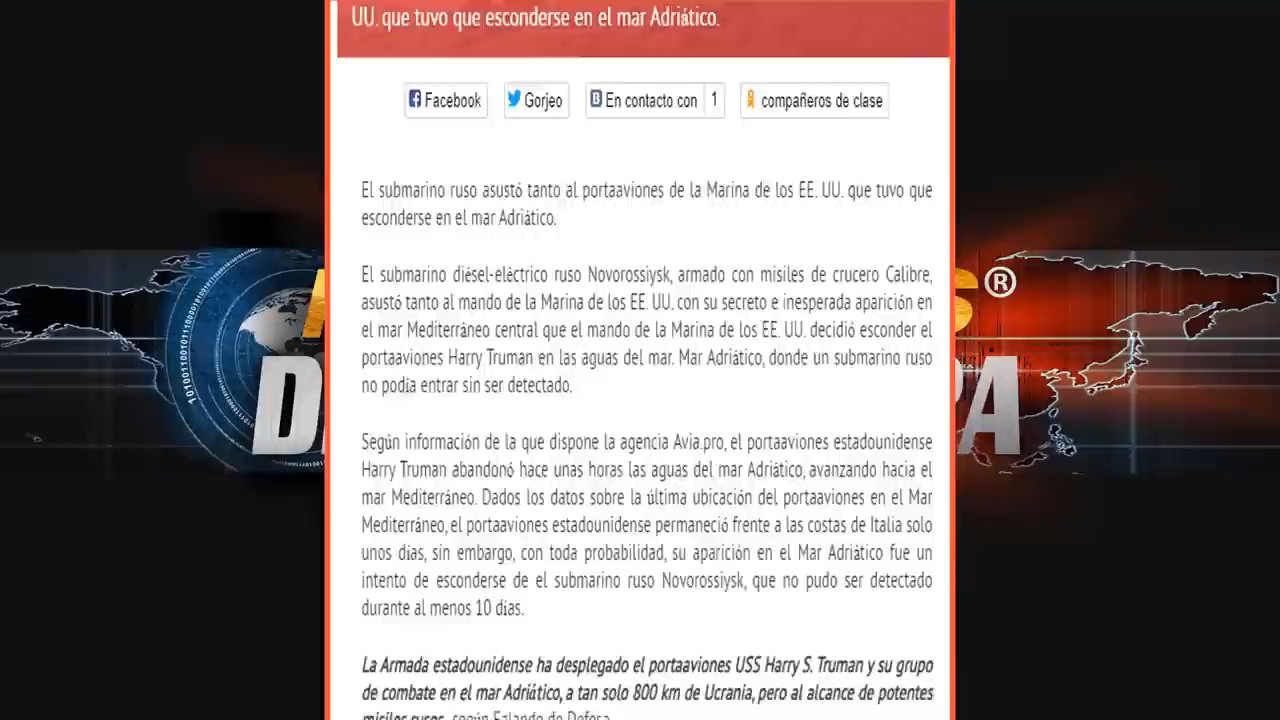 UU. que tuvo que esconderse en el mar Adriático.
Facebook
Gorjeo
En contacto con 1
compañeros de clase
El submarino ruso asustó tanto al portaaviones de la Marina de los EE. UU. que tuvo que
esconderse en el mar Adriático.
El submarino diésel-eléctrico ruso Novorossiysk, armado con misiles de crucero Calibre,
asustó tanto al mando de la Marina de los EE. UU. con su secreto e inesperada aparición en
el mar Mediterráneo central que el mando de la Marina de los EE. UU. decidió esconder el
portaaviones Harry Truman en las aguas del mar. Mar Adriático, donde un submarino ruso
no podía entrar sin ser detectado.
Según información de la que dispone la agencia Avia.pro, el portaaviones estadounidense
Harry Truman abandonó hace unas horas las aguas del mar Adriático, avanzando hacia el
mar Mediterráneo. Dados los datos sobre la última ubicación del portaaviones en el Mar
Mediterráneo, el portaaviones estadounidense permaneció frente a las costas de Italia solo
unos días, sin embargo, con toda probabilidad, su aparición en el Mar Adriático fue un
intento de esconderse de el submarino ruso Novorossiysk, que no pudo ser detectado
durante al menos 10 días.
La Armada estadounidense ha desplegado el portaaviones USS Harry S. Truman y su grupo
de combate en el mar Adriático, a tan solo 800 km de Ucrania, pero al alcance de potentes
misiles rusos, según Falando de Defesa
S®
D
PA